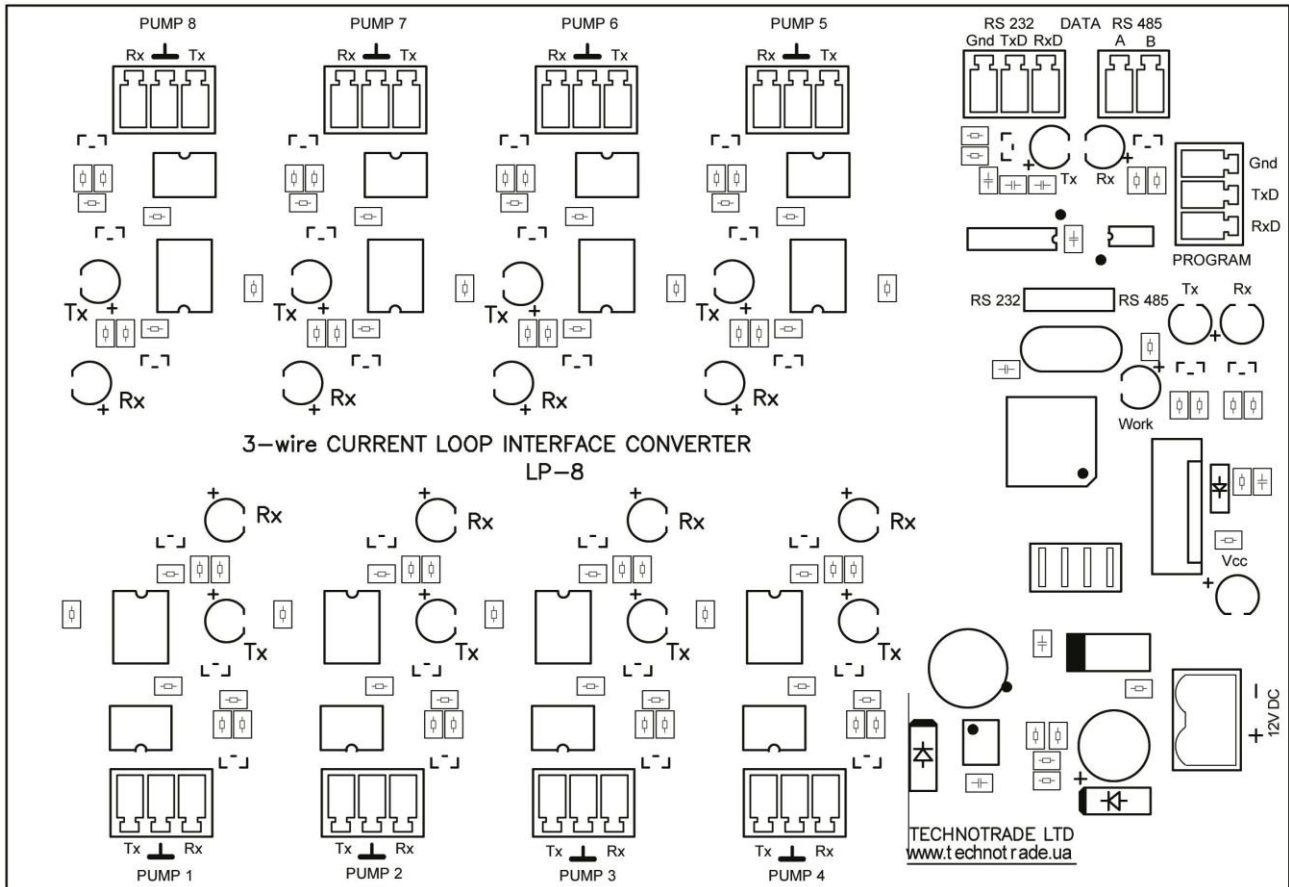 PUMP 8 PUMP 7 PUMP 6 PUMP 5 RS 232 DATA RS 485
Rx Tx Rx Tx Rx Tx Rx Tx Gnd TxD RxD A B
Tx Rx
Gnd
TxD
RxD
PROGRAM
RS 232 RS 485 Tx Rx
Tx + Tx + Tx + Tx +
Rx Rx Rx Rx
Work
3-wire CURRENT LOOP INTERFACE CONVERTER
LP-8
Rx Rx Rx Rx
Vcc
Tx Tx Tx Tx
- + 12V DC
TECHNOTRADE LTD
www.technotrade.ua
Tx Rx Tx Rx Tx Rx Tx Rx
PUMP 1 PUMP 2 PUMP 3 PUMP 4